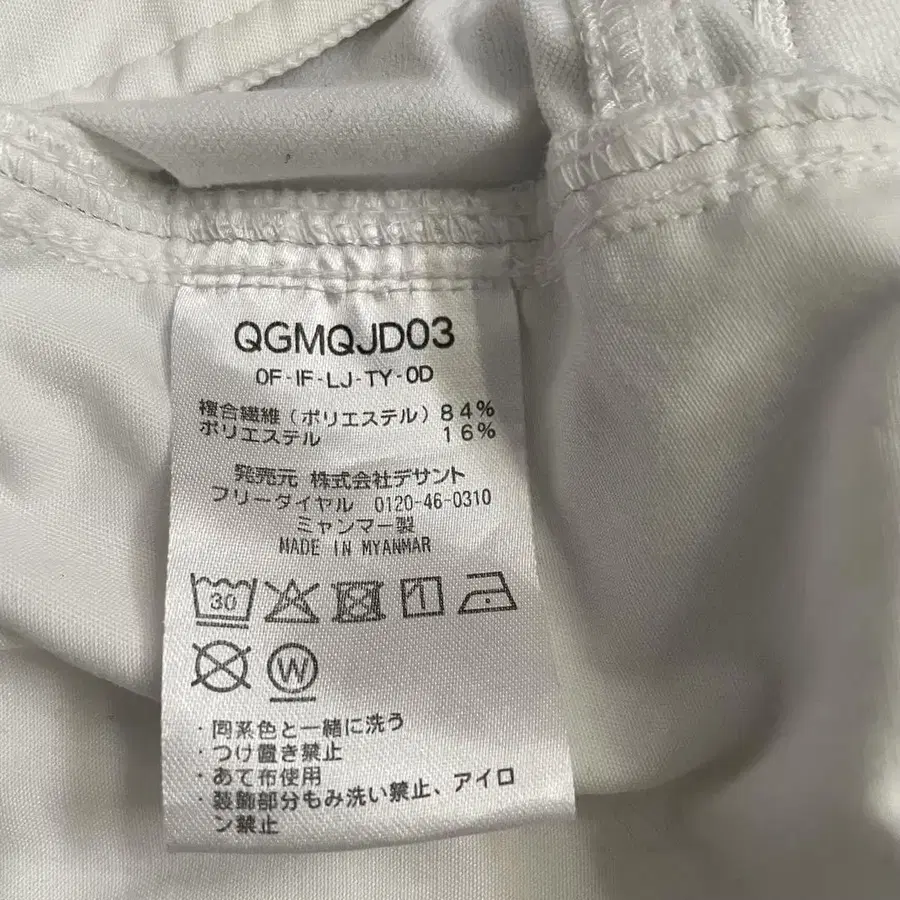 QGMQJD03
0F-IF-LJ-TY-0D
複合繊維(ポリエステル) 84%
ポリエステル 16%
発売元 株式会社デサント
フリーダイヤル 0120-46-0310
ミャンマー製
MADE IN MYANMAR
30
W
・同系色と一緒に洗う
・つけ置き禁止
・あて布使用
・装飾部分もみ洗い禁止、アイロ
ン禁止